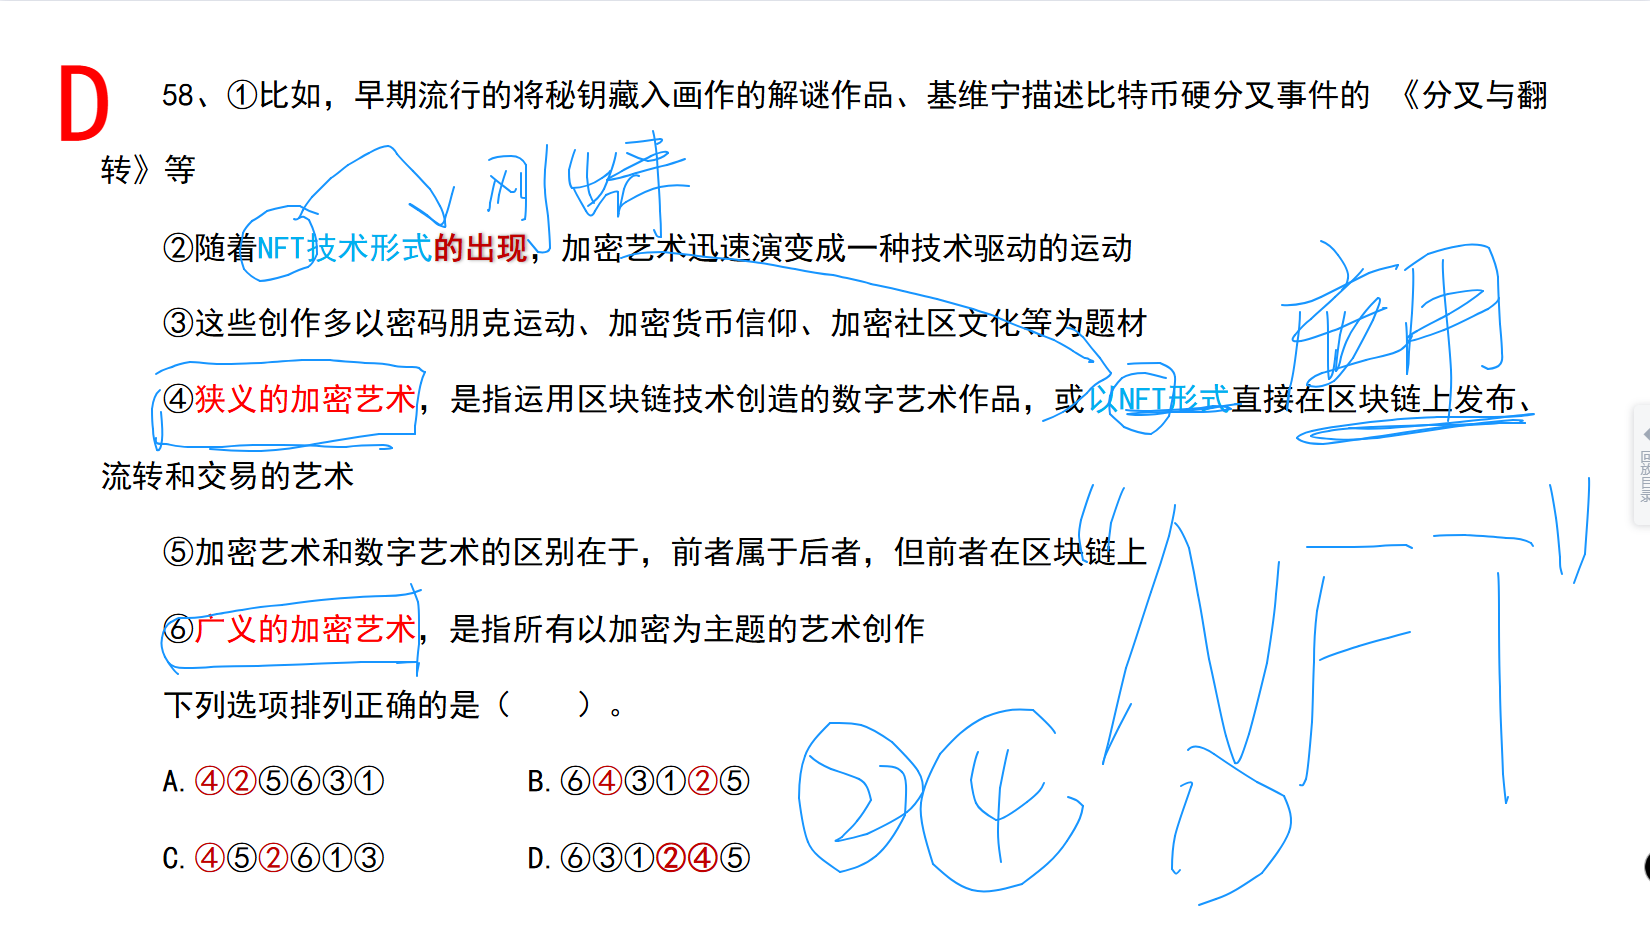 D
58、①比如，早期流行的将秘钥藏入画作的解谜作品、基维宁描述比特币硬分叉事件的 《分叉与翻
转》等
刚 诞
②随着NFT技术形式的出现，加密艺术迅速演变成一种技术驱动的运动
应用
③这些创作多以密码朋克运动、加密货币信仰、加密社区文化等为题材
④狭义的加密艺术，是指运用区块链技术创造的数字艺术作品，或以NFT形式直接在区块链上发布、
流转和交易的艺术
⑤加密艺术和数字艺术的区别在于，前者属于后者，但前者在区块链上
“NFT”
⑥广义的加密艺术，是指所有以加密为主题的艺术创作
下列选项排列正确的是（ ）。
A.④②⑤⑥③① B.⑥④③①②⑤
② ④ D
C.④⑤②⑥①③ D.⑥③①②④⑤
回放目录